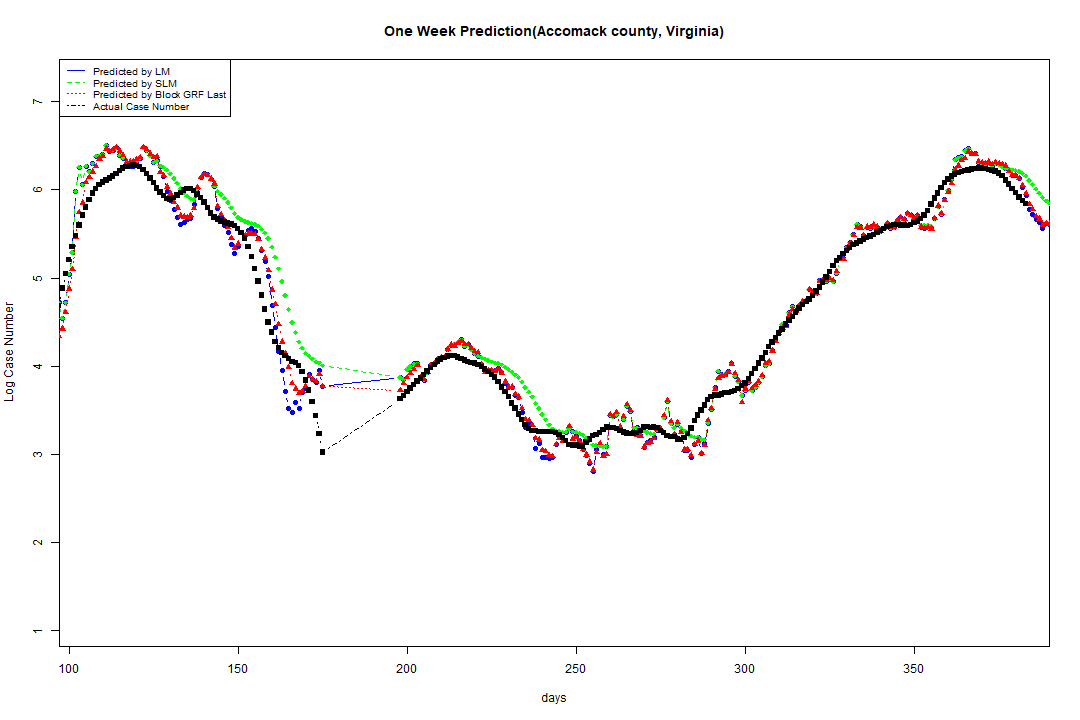 One Week Prediction(Accomack county, Virginia)
Predicted by LM
Predicted by SLM
Predicted by Block GRF Last
Actual Case Number
Log Case Number
7
6
5
4
3
2
1
100 150 200 250 300 350
days